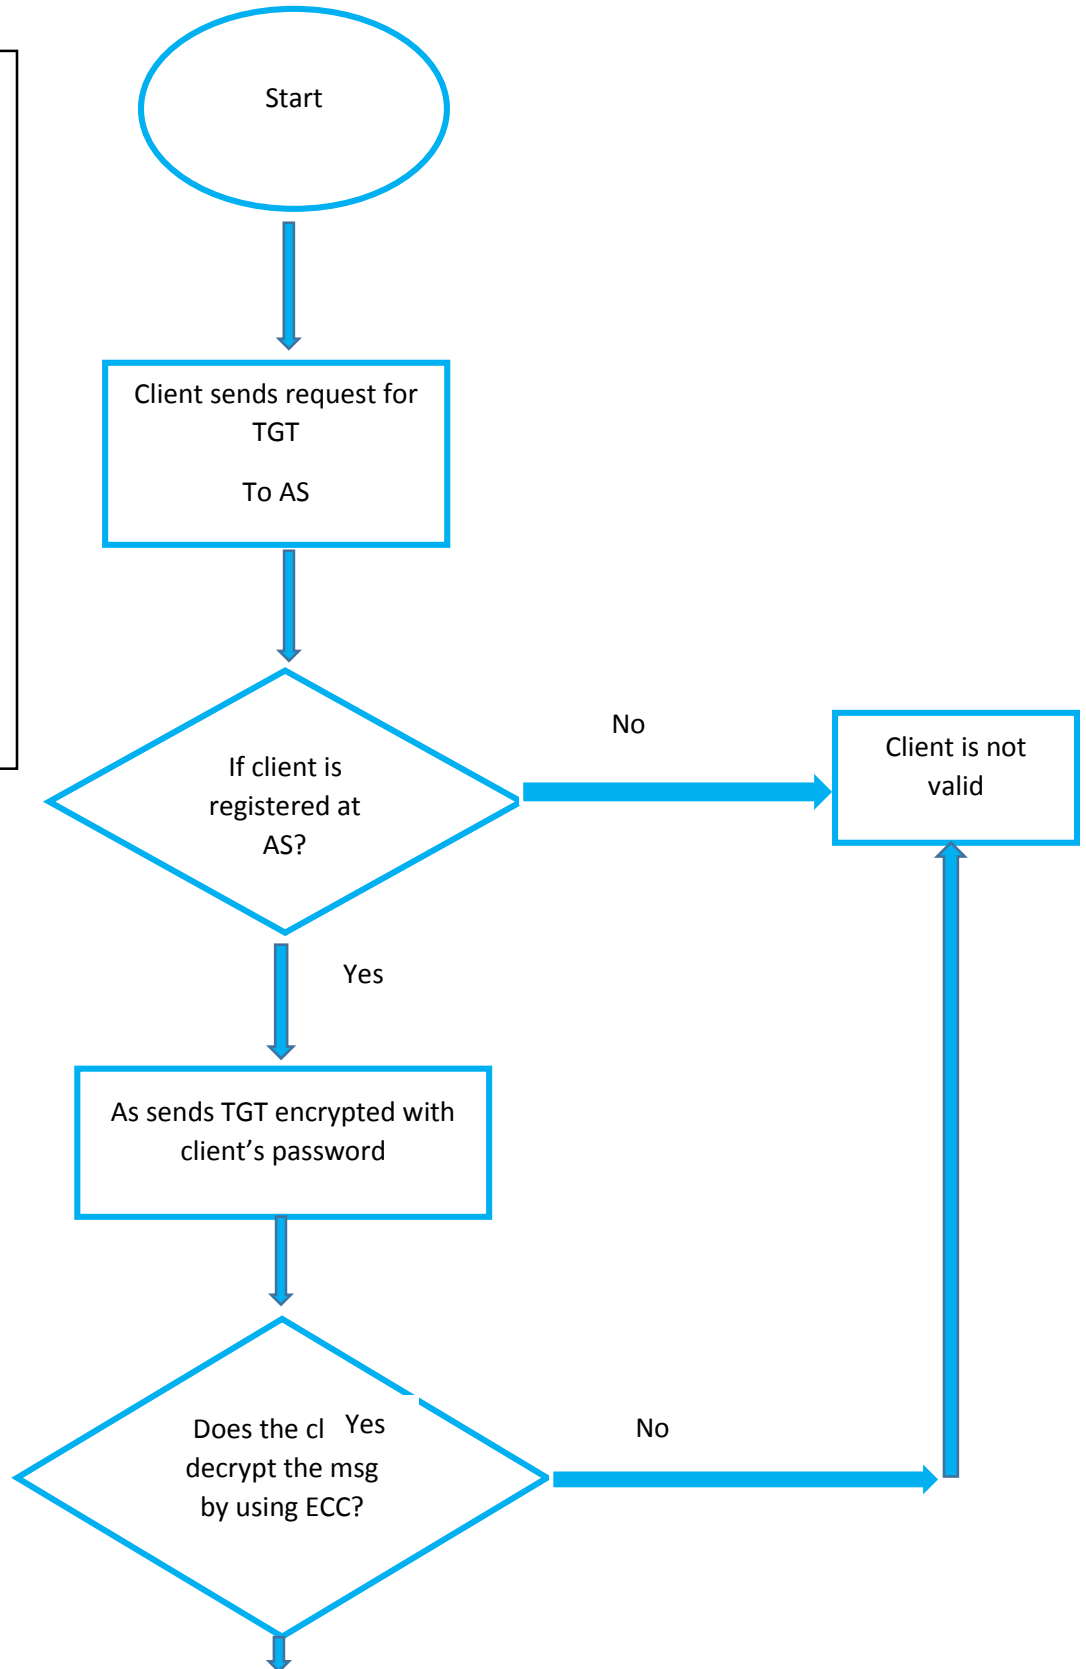 Start
Client sends request for
TGT
To AS
If client is
registered at
AS?
No
Client is not
valid
Yes
As sends TGT encrypted with
client’s password
Does the cl
Yes
decrypt the msg
by using ECC?
No